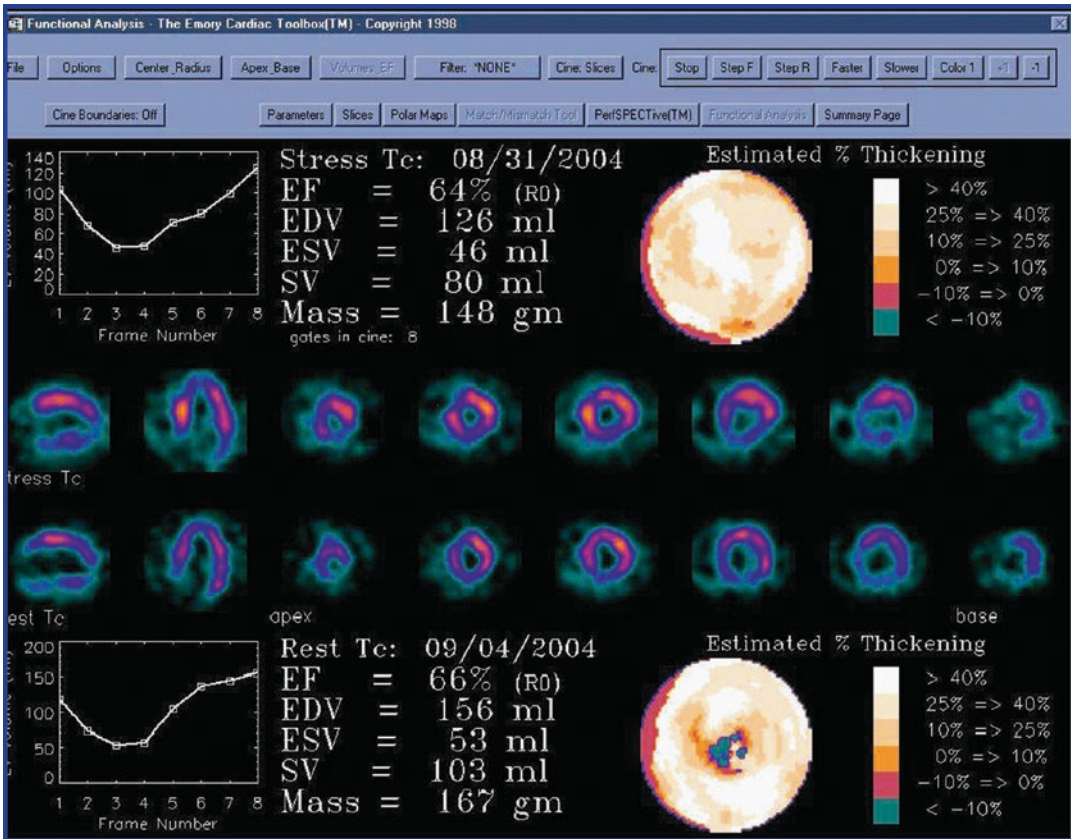 Functional Analysis - The Emory Cardiac Toolbox(TM) - Copyright 1998
File Options Center_Radius Apex_Base Volumes_EF Filter: "NONE" Cine: Slices Cine: Stop Step F Step R Faster Slower Color 1 +1 -1
Cine Boundaries: Off Parameters Slices Polar Maps Match/Mismatch Tool PerfSPECTive(TM) Functional Analysis Summary Page
140
120
100
80
60
40
20
0
1 2 3 4 5 6 7 8
Frame Number
Stress Tc: 08/31/2004
EF = 64% (R0)
EDV = 126 ml
ESV = 46 ml
SV = 80 ml
Mass = 148 gm
gates in cine: 8
Estimated % Thickening
> 40%
25% => 40%
10% => 25%
0% => 10%
-10% => 0%
< -10%
tress Tc
est Tc
apex
base
200
150
100
50
0
1 2 3 4 5 6 7 8
Frame Number
Rest Tc: 09/04/2004
EF = 66% (R0)
EDV = 156 ml
ESV = 53 ml
SV = 103 ml
Mass = 167 gm
Estimated % Thickening
> 40%
25% => 40%
10% => 25%
0% => 10%
-10% => 0%
< -10%